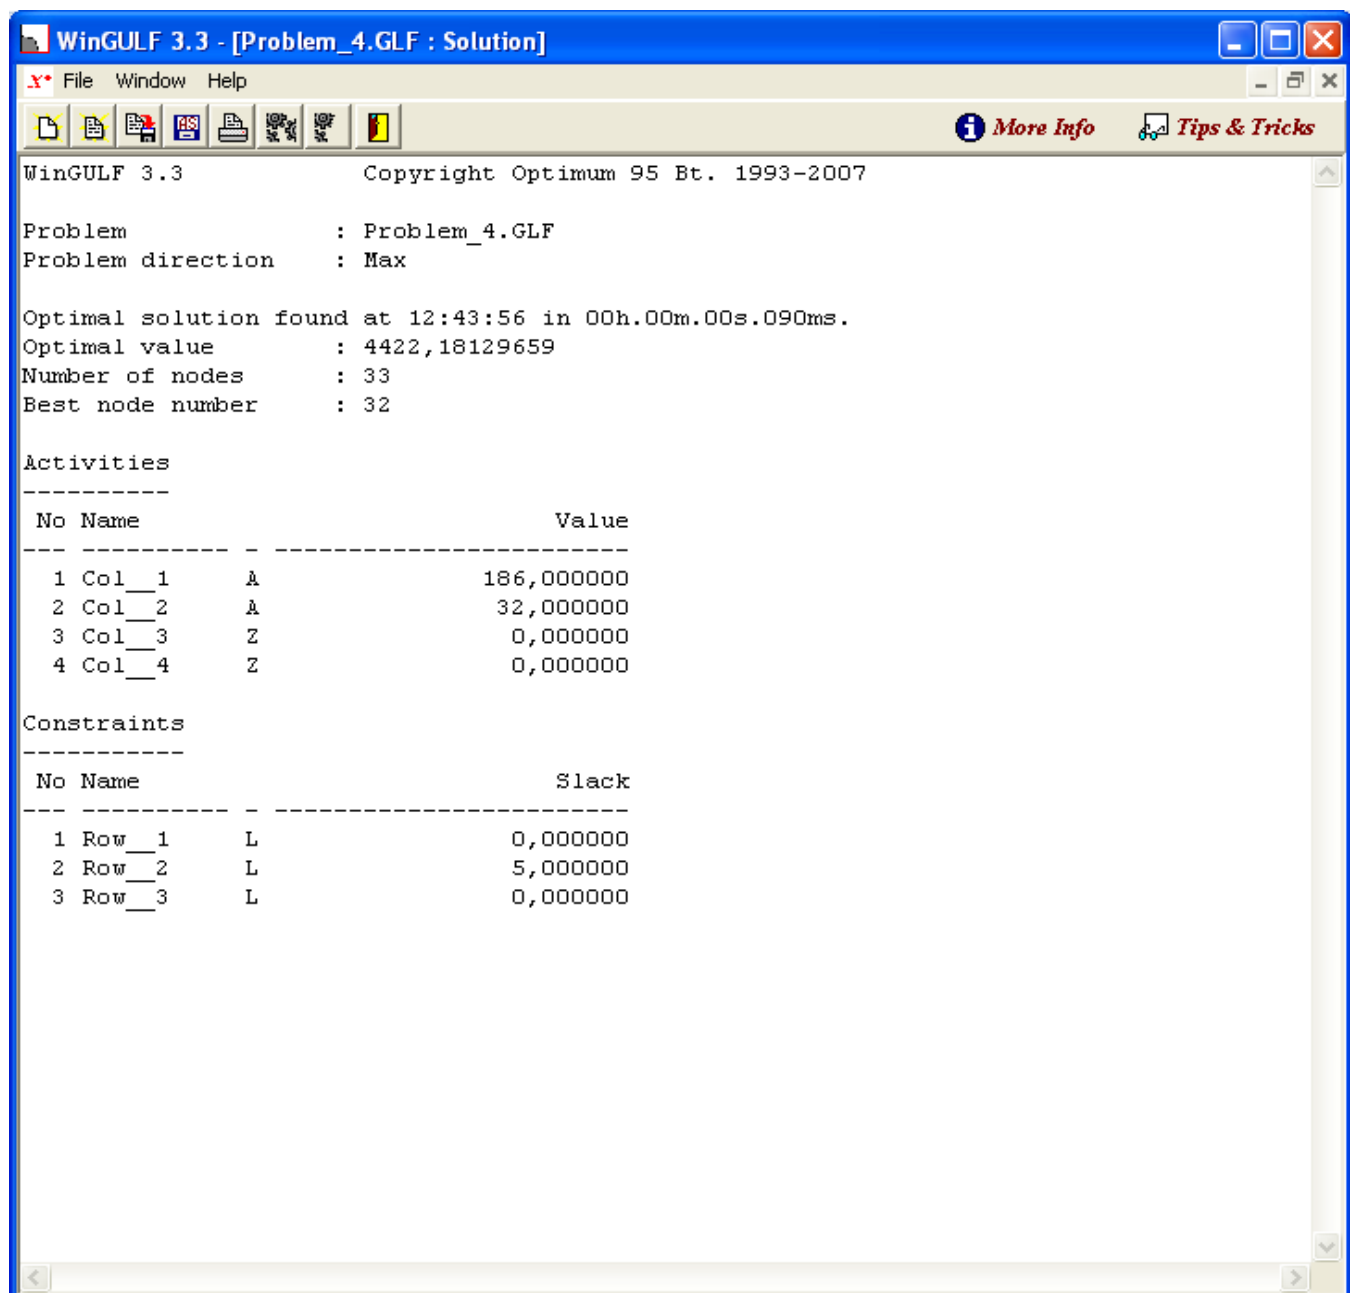 WinGULF 3.3 - [Problem_4.GLF : Solution]
File Window Help
More Info Tips & Tricks
WinGULF 3.3 Copyright Optimum 95 Bt. 1993-2007
Problem : Problem_4.GLF
Problem direction : Max
Optimal solution found at 12:43:56 in 00h.00m.00s.090ms.
Optimal value : 4422,18129659
Number of nodes : 33
Best node number : 32
Activities
----------
No Name Value
--- ---------- - ------------------------
1 Col__1 A 186,000000
2 Col__2 A 32,000000
3 Col__3 Z 0,000000
4 Col__4 Z 0,000000
Constraints
-----------
No Name Slack
--- ---------- - ------------------------
1 Row__1 L 0,000000
2 Row__2 L 5,000000
3 Row__3 L 0,000000